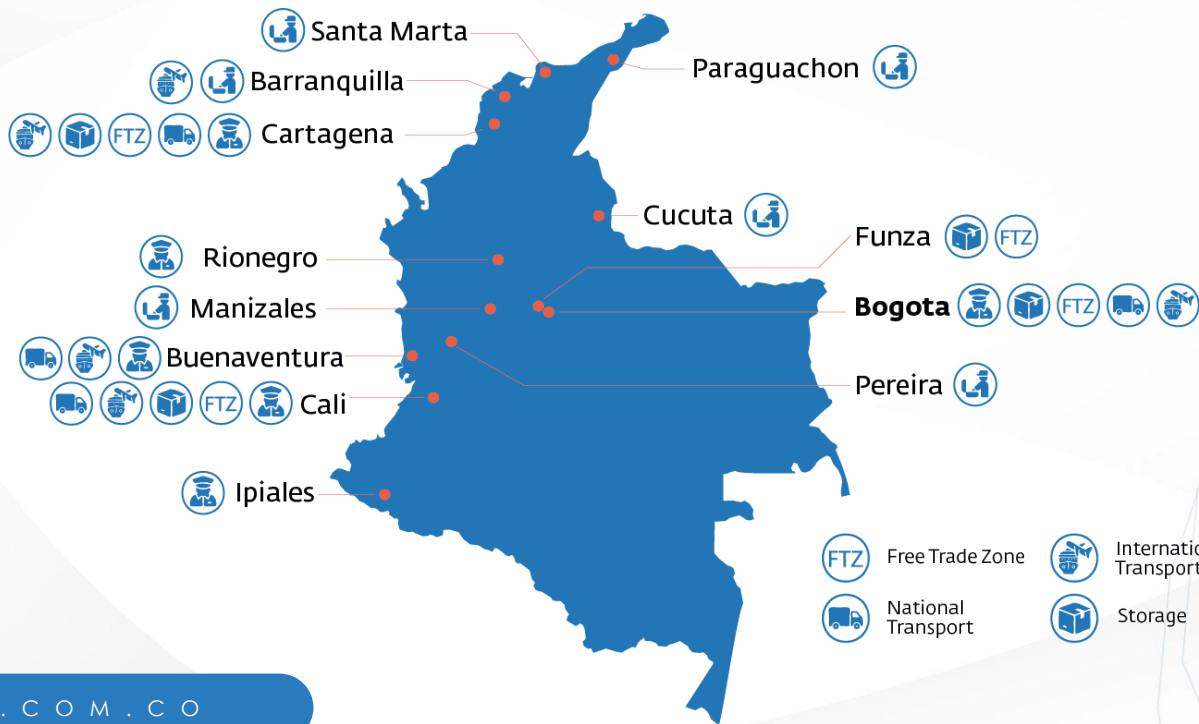 Santa Marta
Paraguachon
Barranquilla
FTZ Cartagena
Cucuta
Funza FTZ
Rionegro
Bogota FTZ
Manizales
Buenaventura
Pereira
FTZ Cali
Ipiales
FTZ Free Trade Zone
National
Transport
Transport
Storage
.COM.CO